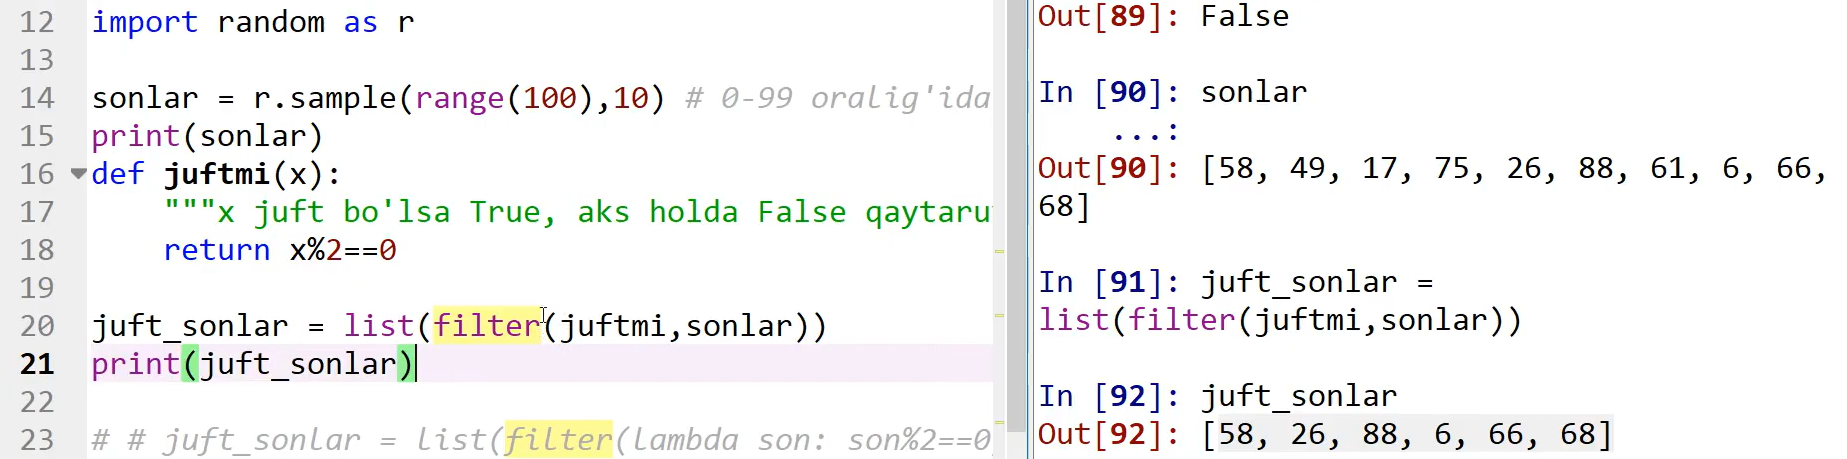 12 import random as r
13
14 sonlar = r.sample(range(100),10) # 0-99 oralig'ida
15 print(sonlar)
16 def juftmi(x):
17     """x juft bo'lsa True, aks holda False qaytaru
18     return x%2==0
19
20 juft_sonlar = list(filter(juftmi,sonlar))
21 print(juft_sonlar)
22
23 # # juft_sonlar = list(filter(lambda son: son%2==0
Out[89]: False
In [90]: sonlar
...:
Out[90]: [58, 49, 17, 75, 26, 88, 61, 6, 66,
68]
In [91]: juft_sonlar =
list(filter(juftmi,sonlar))
In [92]: juft_sonlar
Out[92]: [58, 26, 88, 6, 66, 68]